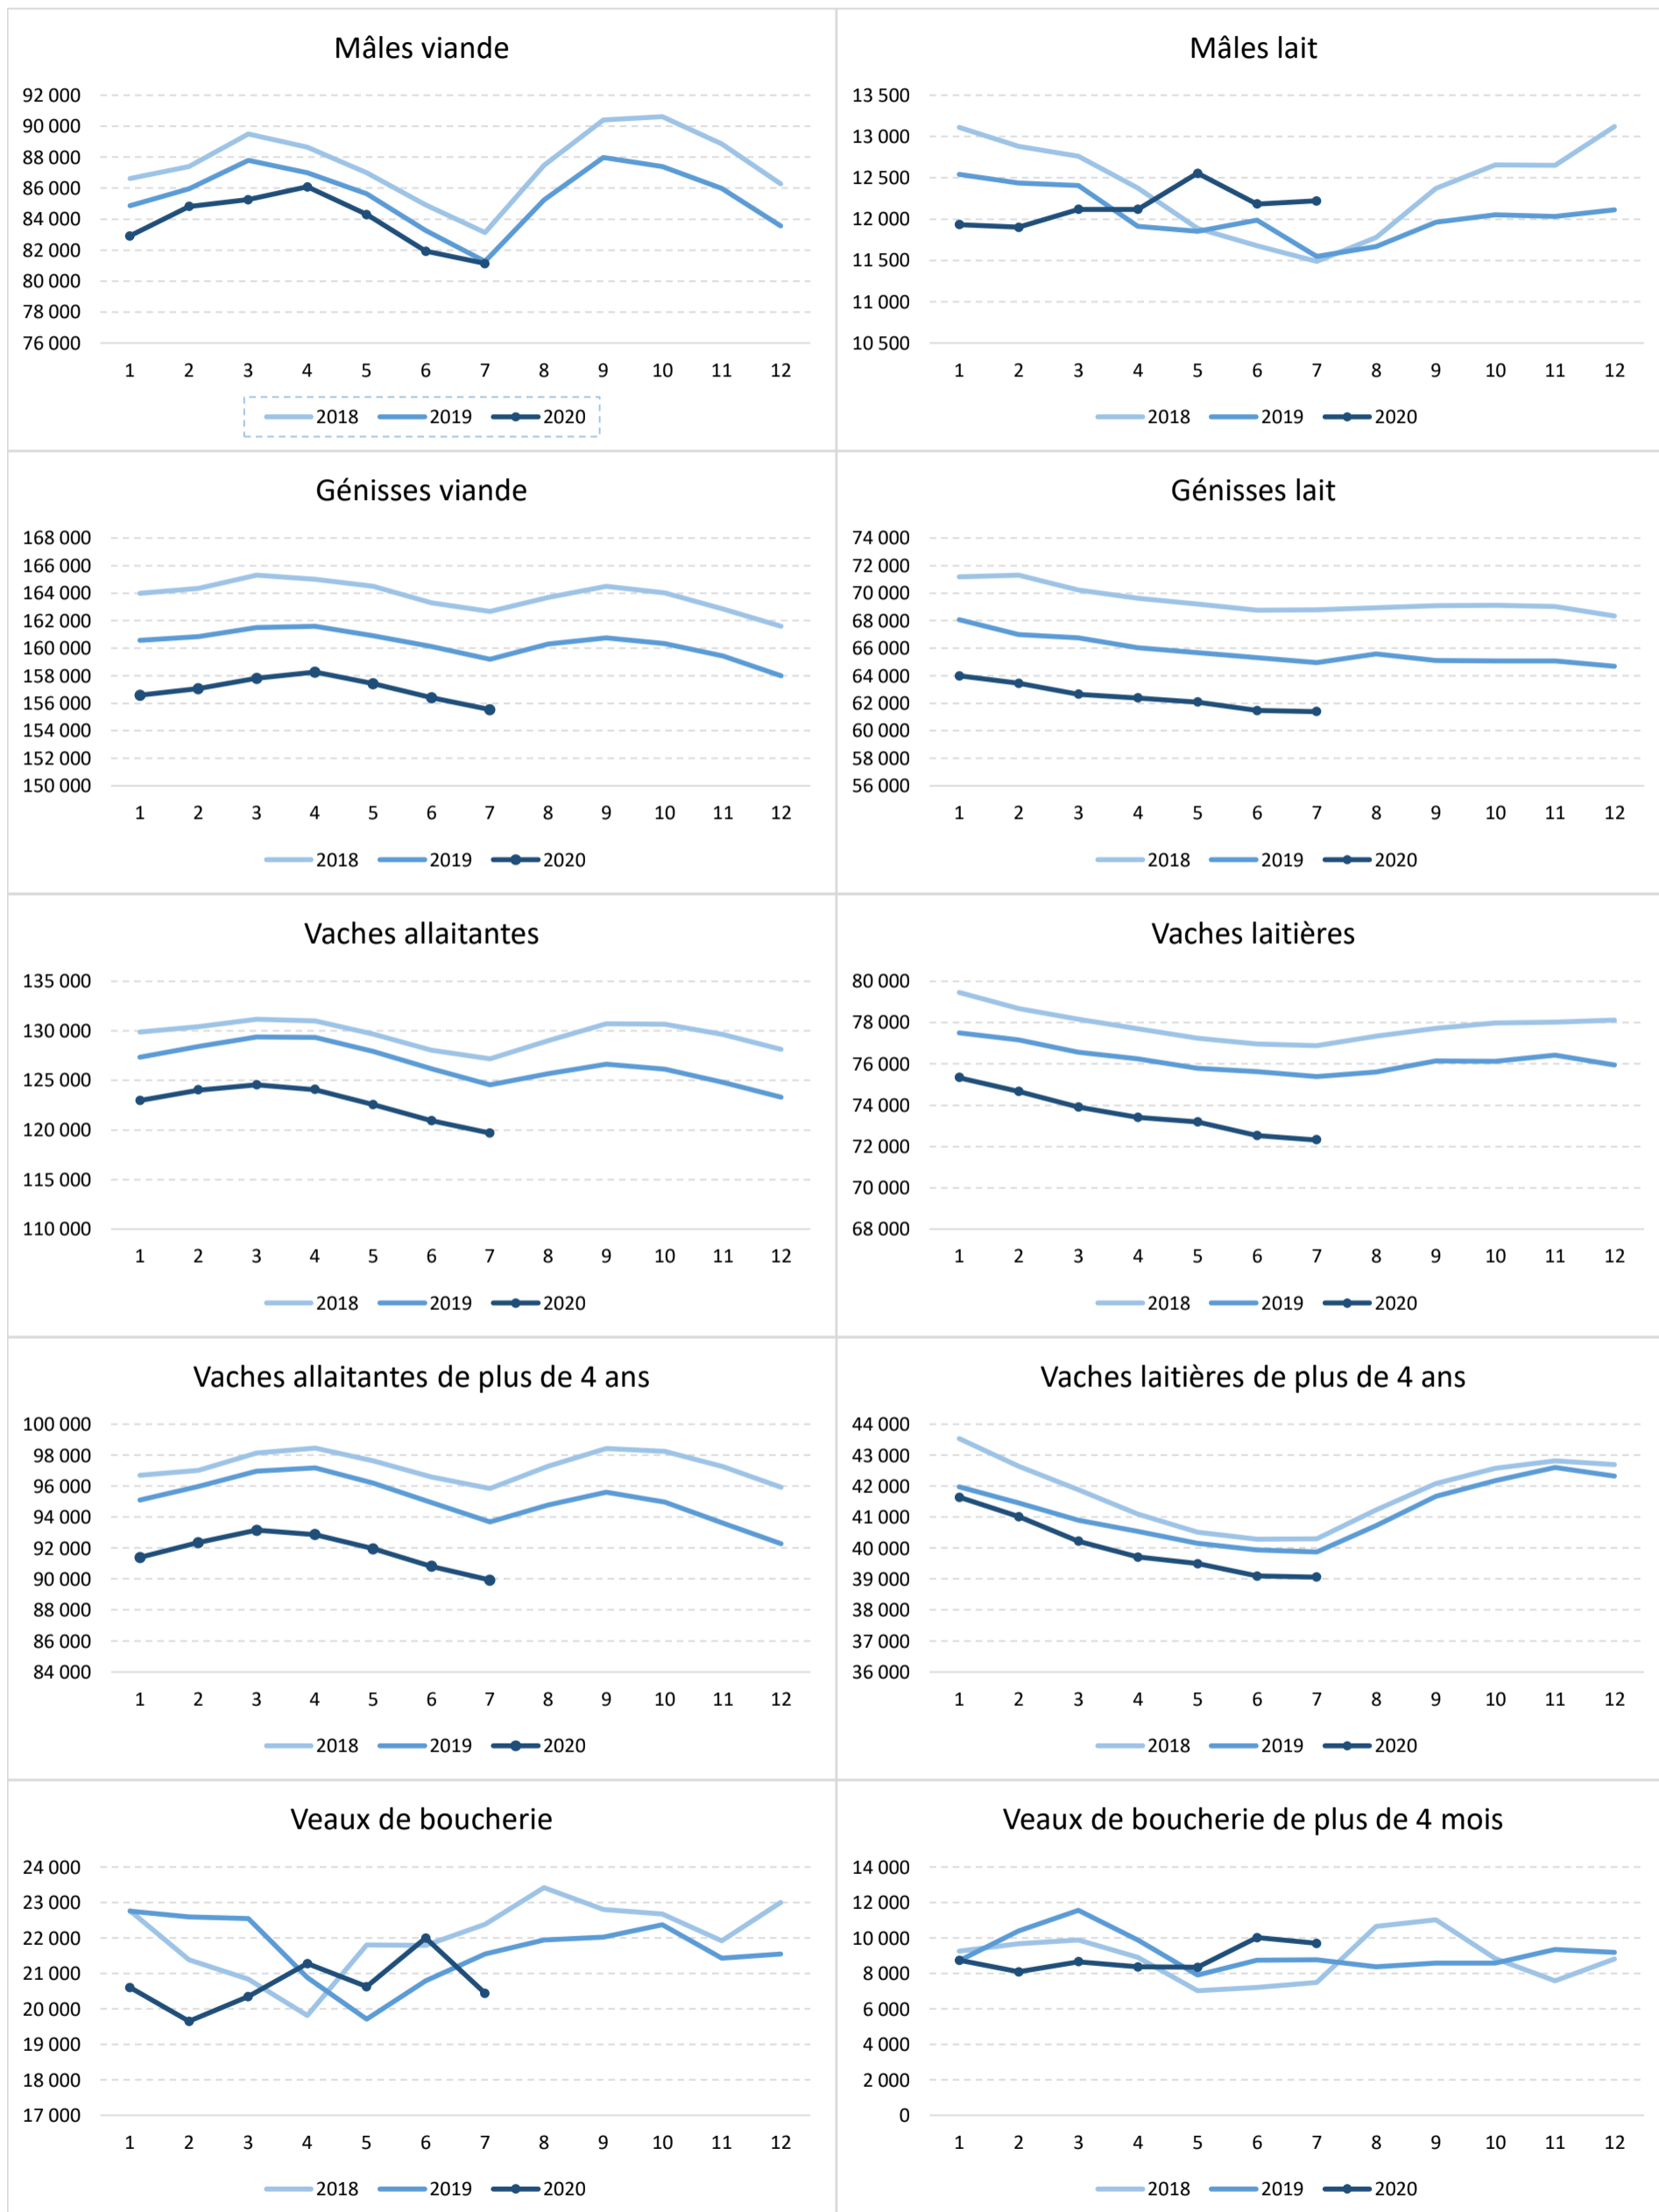 Mâles viande
92 000
90 000
88 000
86 000
84 000
82 000
80 000
78 000
76 000
1 2 3 4 5 6 7 8 9 10 11 12
2018 2019 2020
Mâles lait
13 500
13 000
12 500
12 000
11 500
11 000
10 500
1 2 3 4 5 6 7 8 9 10 11 12
2018 2019 2020
Génisses viande
168 000
166 000
164 000
162 000
160 000
158 000
156 000
154 000
152 000
150 000
1 2 3 4 5 6 7 8 9 10 11 12
2018 2019 2020
Génisses lait
74 000
72 000
70 000
68 000
66 000
64 000
62 000
60 000
58 000
56 000
1 2 3 4 5 6 7 8 9 10 11 12
2018 2019 2020
Vaches allaitantes
135 000
130 000
125 000
120 000
115 000
110 000
1 2 3 4 5 6 7 8 9 10 11 12
2018 2019 2020
Vaches laitières
80 000
78 000
76 000
74 000
72 000
70 000
68 000
1 2 3 4 5 6 7 8 9 10 11 12
2018 2019 2020
Vaches allaitantes de plus de 4 ans
100 000
98 000
96 000
94 000
92 000
90 000
88 000
86 000
84 000
1 2 3 4 5 6 7 8 9 10 11 12
2018 2019 2020
Vaches laitières de plus de 4 ans
44 000
43 000
42 000
41 000
40 000
39 000
38 000
37 000
36 000
1 2 3 4 5 6 7 8 9 10 11 12
2018 2019 2020
Veaux de boucherie
24 000
23 000
22 000
21 000
20 000
19 000
18 000
17 000
1 2 3 4 5 6 7 8 9 10 11 12
2018 2019 2020
Veaux de boucherie de plus de 4 mois
14 000
12 000
10 000
8 000
6 000
4 000
2 000
0
1 2 3 4 5 6 7 8 9 10 11 12
2018 2019 2020